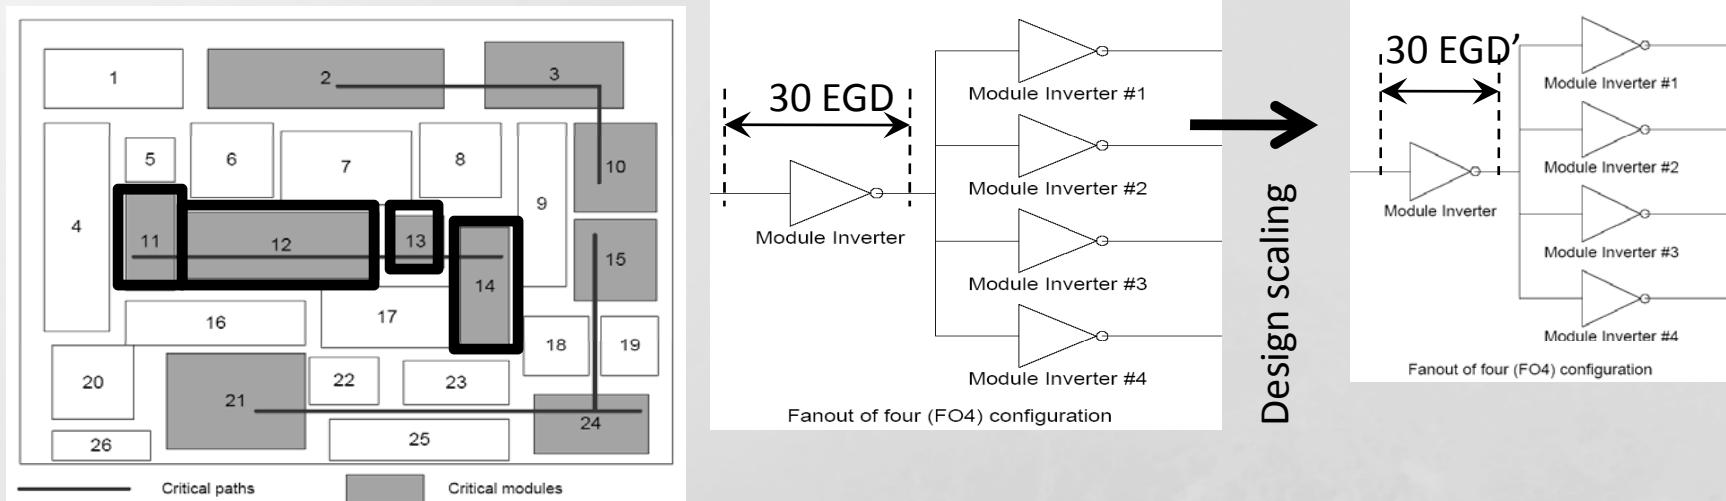 1
2
3
4
5
6
7
8
9
10
11
12
13
14
15
16
17
18
19
20
21
22
23
24
25
26
Critical paths
Critical modules
30 EGD
Module Inverter
Module Inverter #1
Module Inverter #2
Module Inverter #3
Module Inverter #4
Fanout of four (FO4) configuration
Design scaling
30 EGD’
Module Inverter
Module Inverter #1
Module Inverter #2
Module Inverter #3
Module Inverter #4
Fanout of four (FO4) configuration